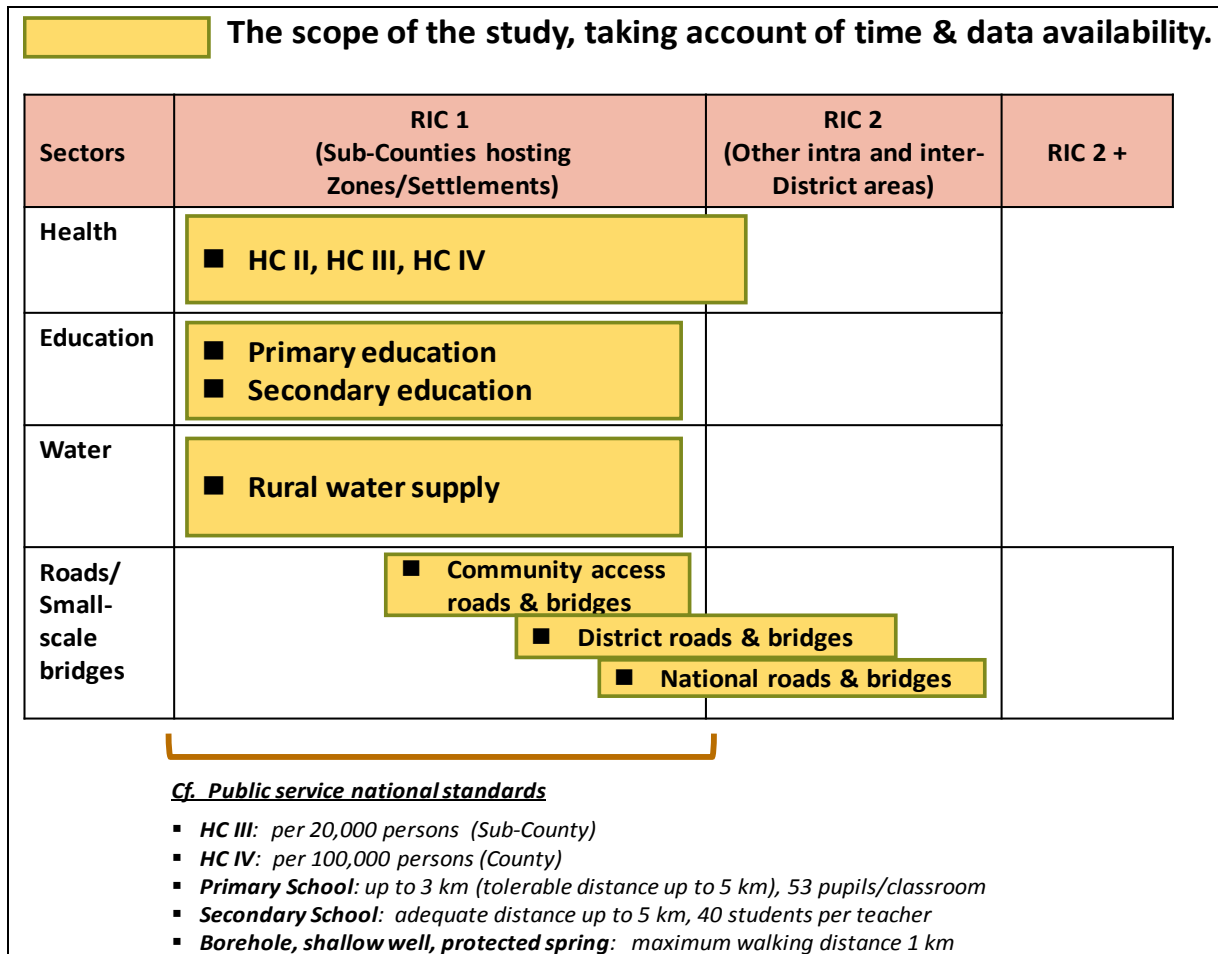 The scope of the study, taking account of time & data availability.
Sectors
RIC 1
(Sub-Counties hosting
Zones/Settlements)
RIC 2
(Other intra and inter-
District areas)
RIC 2 +
Health
■ HC II, HC III, HC IV
Education
■ Primary education
■ Secondary education
Water
■ Rural water supply
Roads/
Small-
scale
bridges
■ Community access
roads & bridges
■ District roads & bridges
■ National roads & bridges
Cf. Public service national standards
▪ HC III: per 20,000 persons (Sub-County)
▪ HC IV: per 100,000 persons (County)
▪ Primary School: up to 3 km (tolerable distance up to 5 km), 53 pupils/classroom
▪ Secondary School: adequate distance up to 5 km, 40 students per teacher
▪ Borehole, shallow well, protected spring: maximum walking distance 1 km